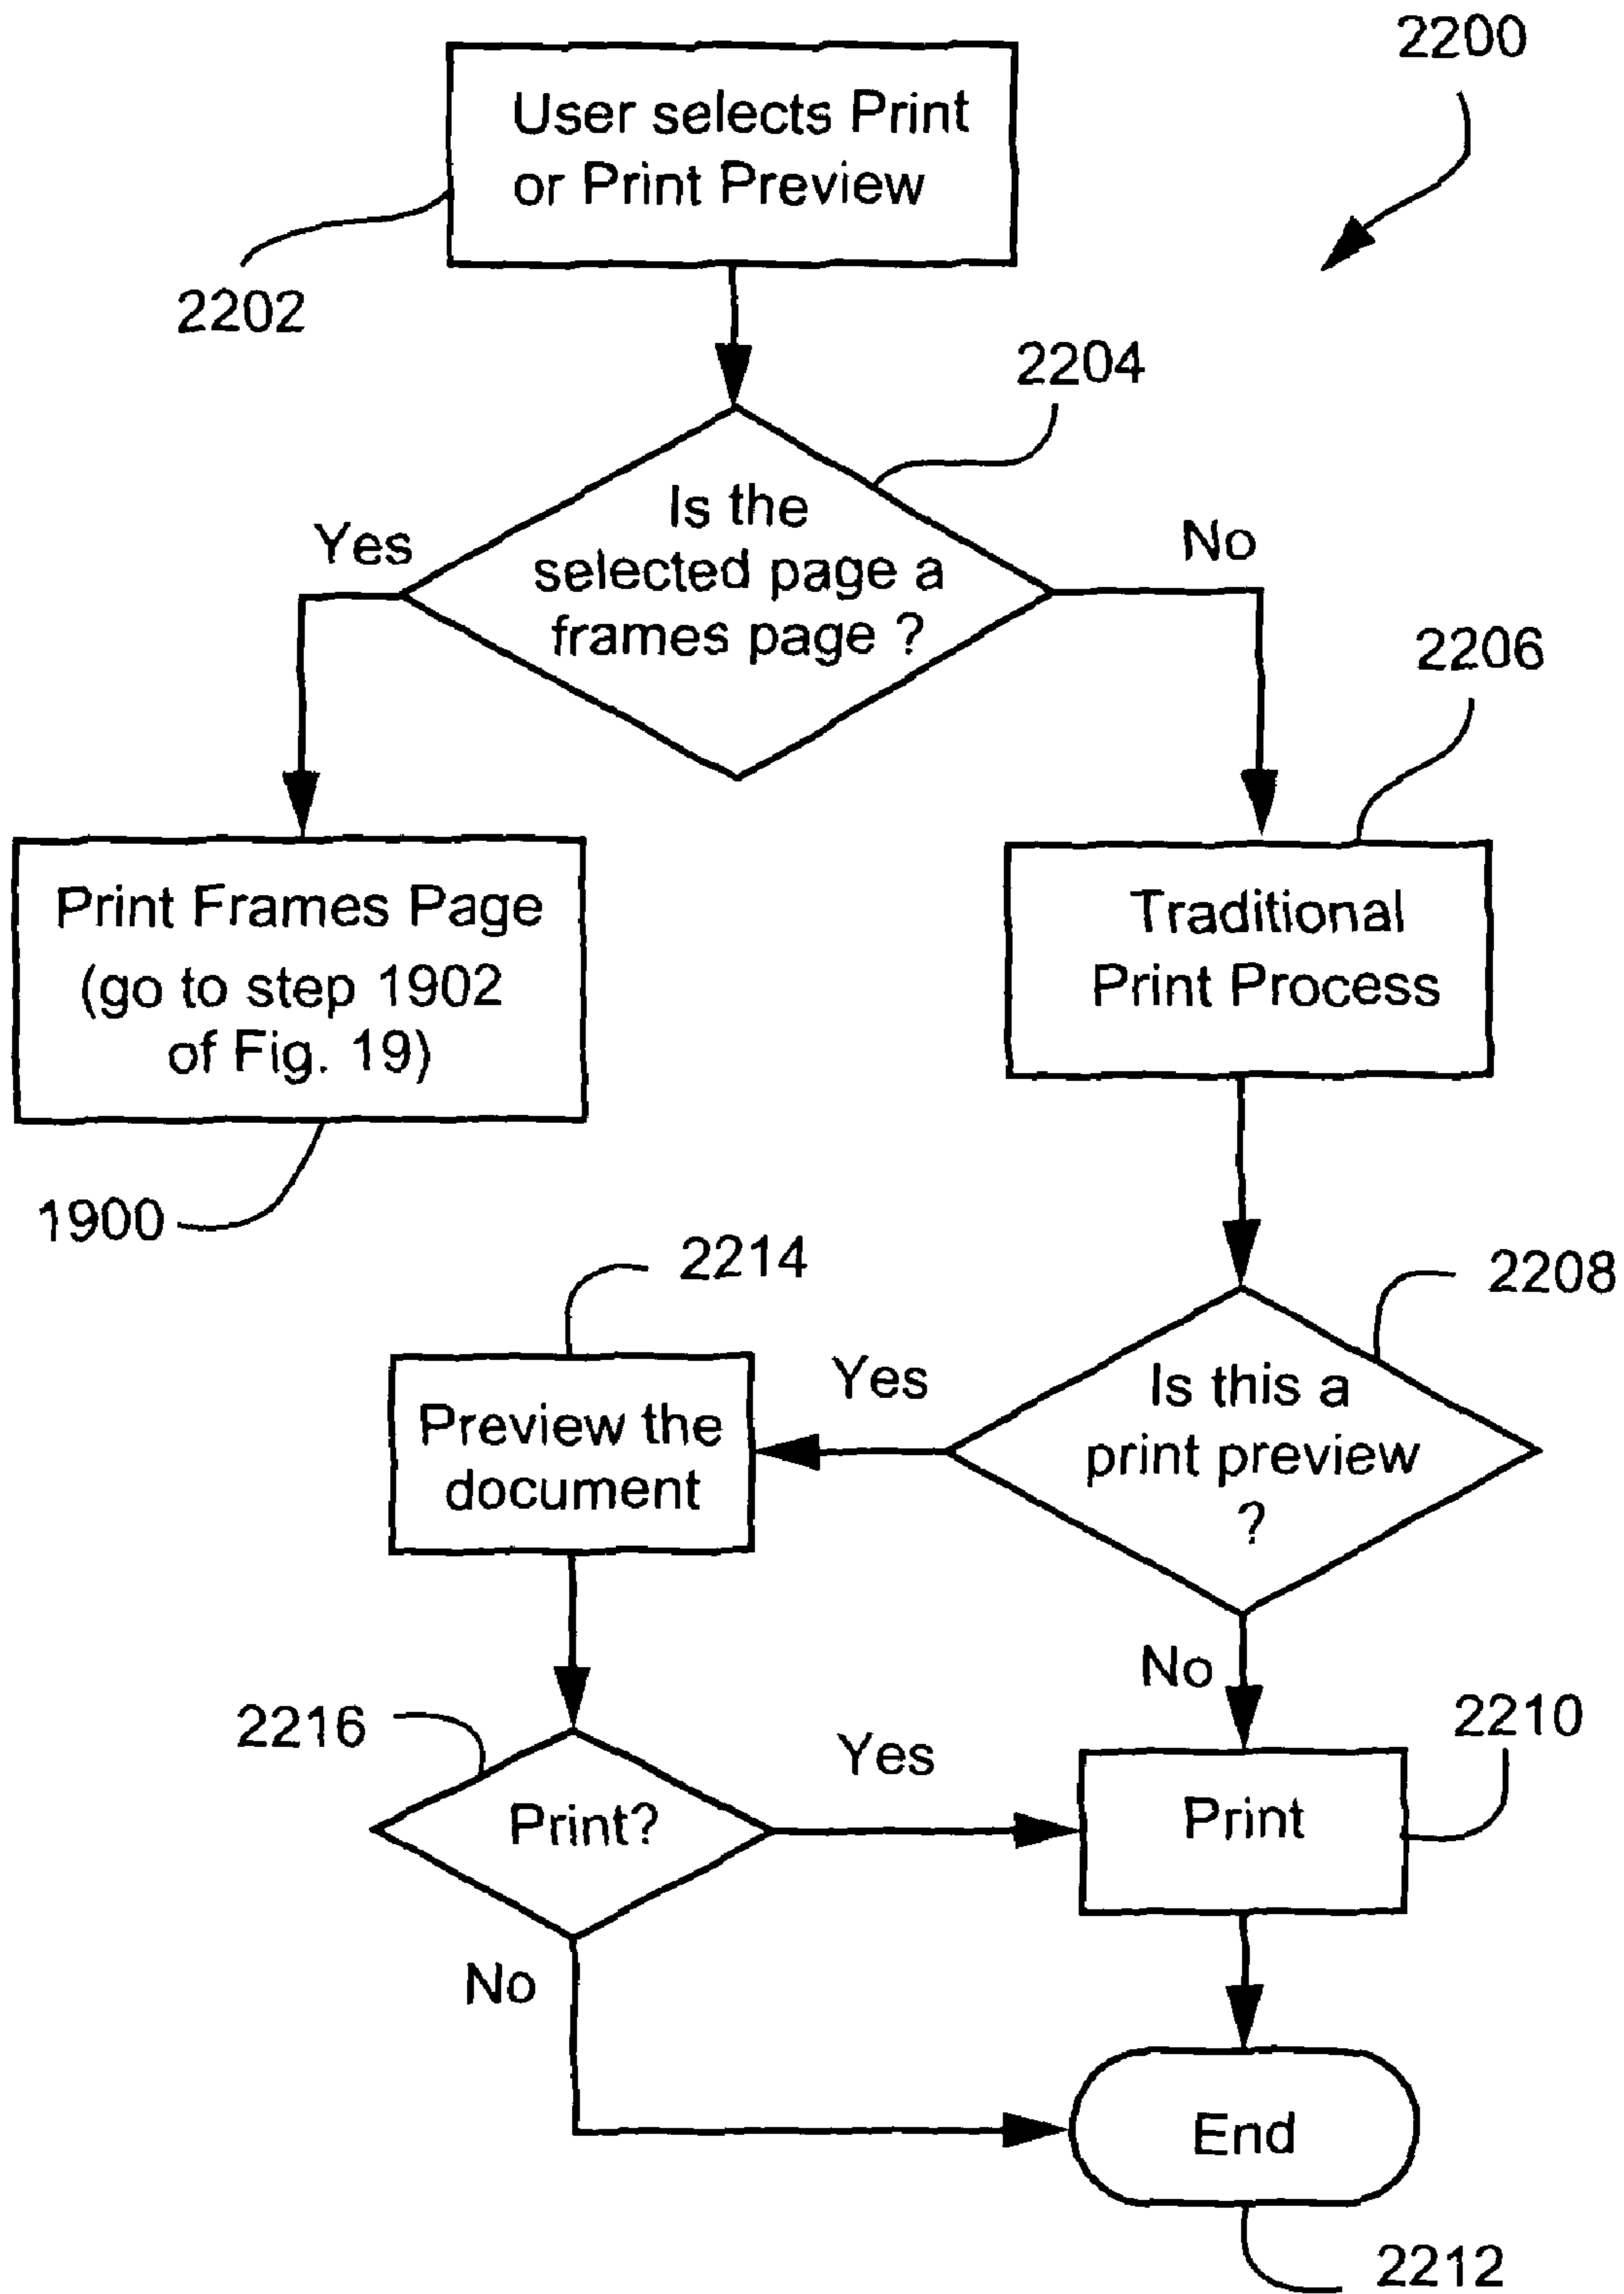 2200
User selects Print
or Print Preview
2202
2204
Is the
selected page a
frames page ?
Yes
No
2206
Print Frames Page
(go to step 1902
of Fig. 19)
Traditional
Print Process
1900
2214
2208
Preview the
document
Yes
Is this a
print preview
?
No
2216
2210
Print?
Yes
Print
No
End
2212